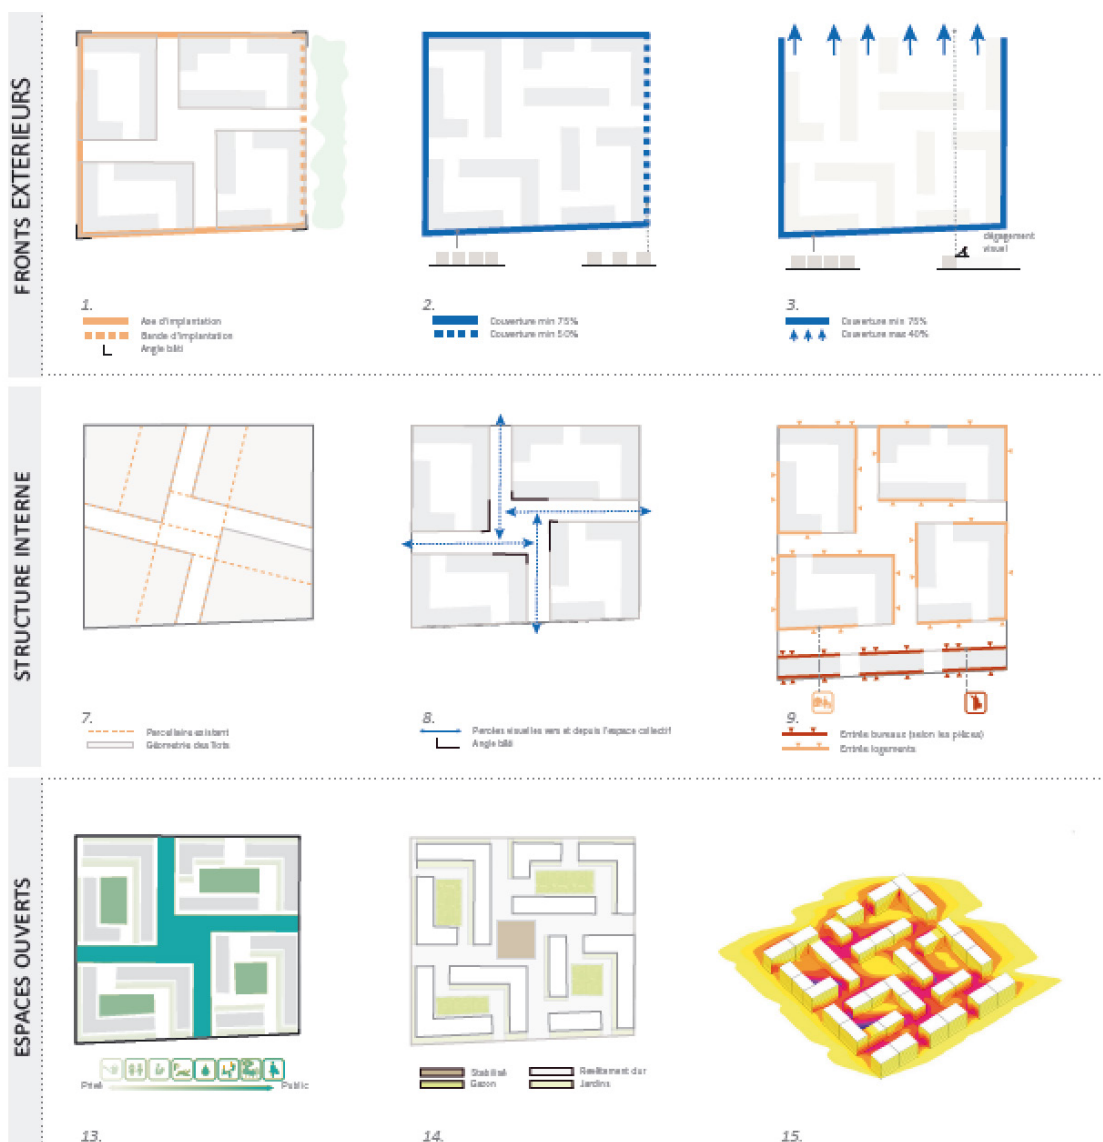 FRONTS EXTERIEURS
dégagement
visuel
1.
Axe d'implantation
Bande d'implantation
Angle bâti
2.
Couverture min 75%
Couverture min 50%
3.
Couverture min 75%
Couverture max 40%
STRUCTURE INTERNE
7.
Parcellaire existant
Géométrie des îlots
8.
Percées visuelles vers et depuis l'espace collectif
Angle bâti
9.
Entrée bureaux (selon les pièces)
Entrée logements
ESPACES OUVERTS
Privé
Public
13.
Stabilisé
Gazon
Revêtement dur
Jardins
14.
15.